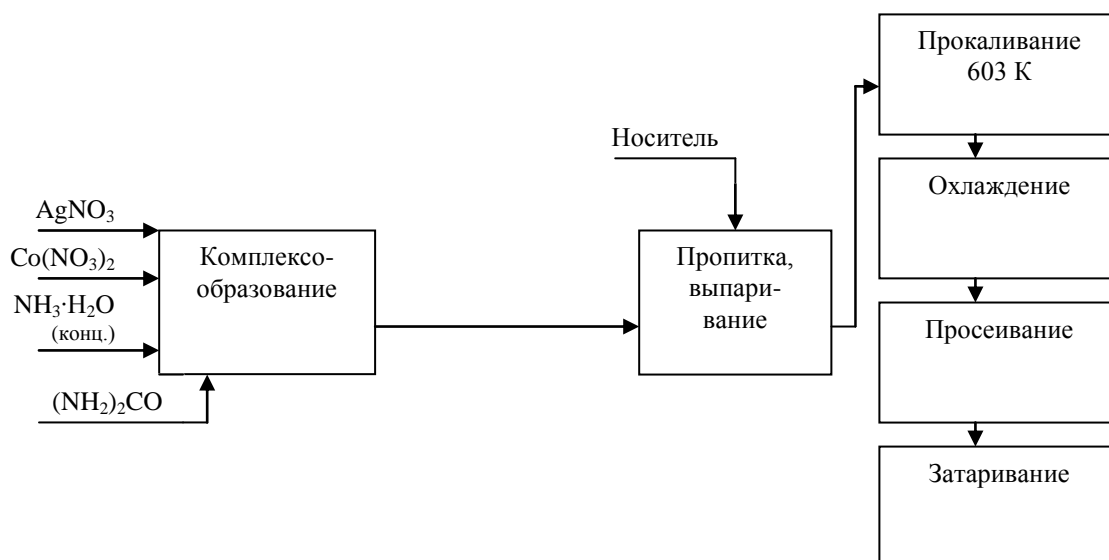 Прокаливание
603 К
Носитель
Охлаждение
AgNO₃
Co(NO₃)₂
NH₃·H₂O
(конц.)
(NH₂)₂CO
Комплексо-
образование
Пропитка,
выпари-
вание
Просеивание
Затаривание